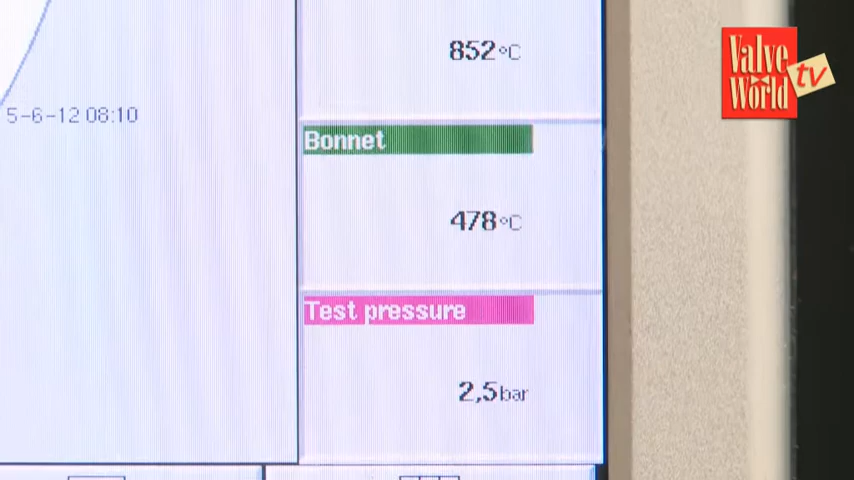 852°C
5-6-12 08:10
Bonnet
478°C
Test pressure
2,5bar
Valve
World
tv